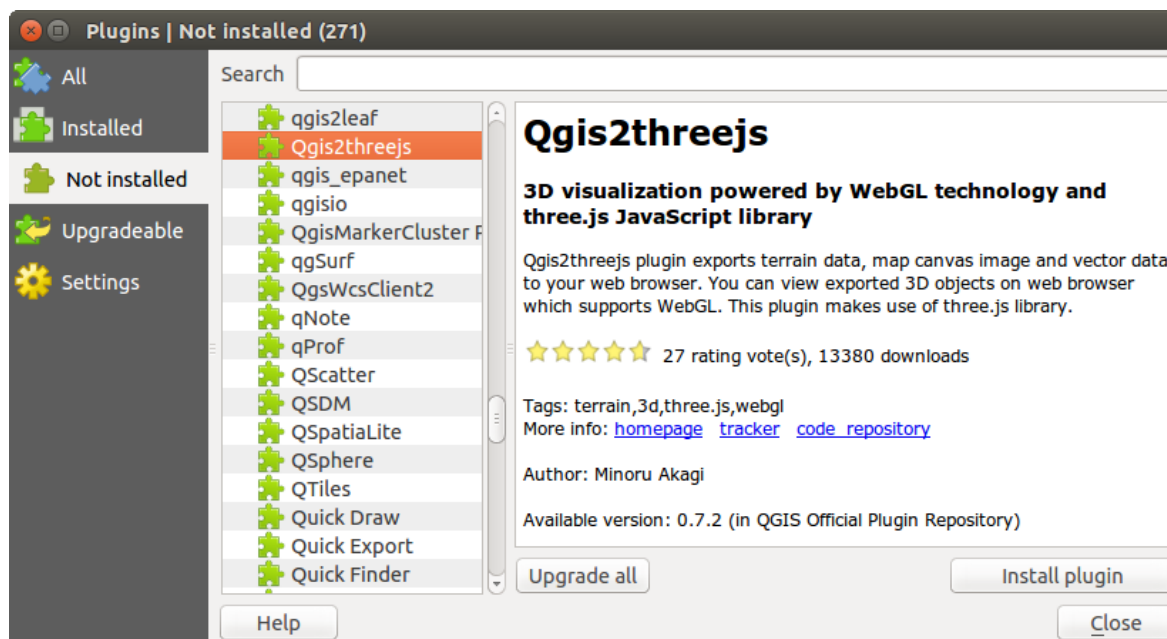 Plugins | Not installed (271)
All
Installed
Not installed
Upgradeable
Settings
Search
qgis2leaf
Qgis2threejs
qgis_epanet
qgisio
QgisMarkerCluster
qgSurf
QgsWcsClient2
qNote
qProf
QScatter
QSDM
QSpatiaLite
QSphere
QTiles
Quick Draw
Quick Export
Quick Finder
Qgis2threejs
3D visualization powered by WebGL technology and
three.js JavaScript library
Qgis2threejs plugin exports terrain data, map canvas image and vector data
to your web browser. You can view exported 3D objects on web browser
which supports WebGL. This plugin makes use of three.js library.
27 rating vote(s), 13380 downloads
Tags: terrain,3d,three.js,webgl
More info: homepage tracker code repository
Author: Minoru Akagi
Available version: 0.7.2 (in QGIS Official Plugin Repository)
Upgrade all
Install plugin
Help
Close